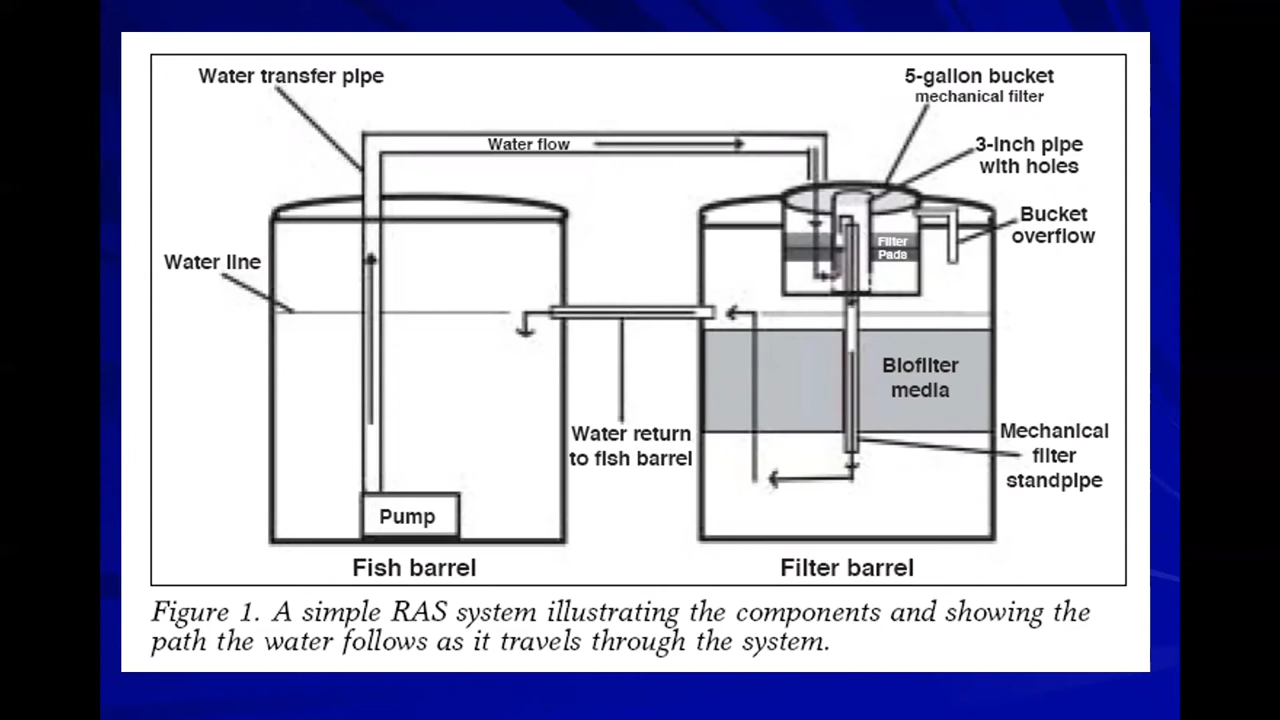 Water transfer pipe
5-gallon bucket
mechanical filter
Water flow
3-inch pipe
with holes
Bucket
overflow
Filter
Pads
Water line
Biofilter
media
Water return
to fish barrel
Mechanical
filter
standpipe
Pump
Fish barrel
Filter barrel
Figure 1. A simple RAS system illustrating the components and showing the
path the water follows as it travels through the system.